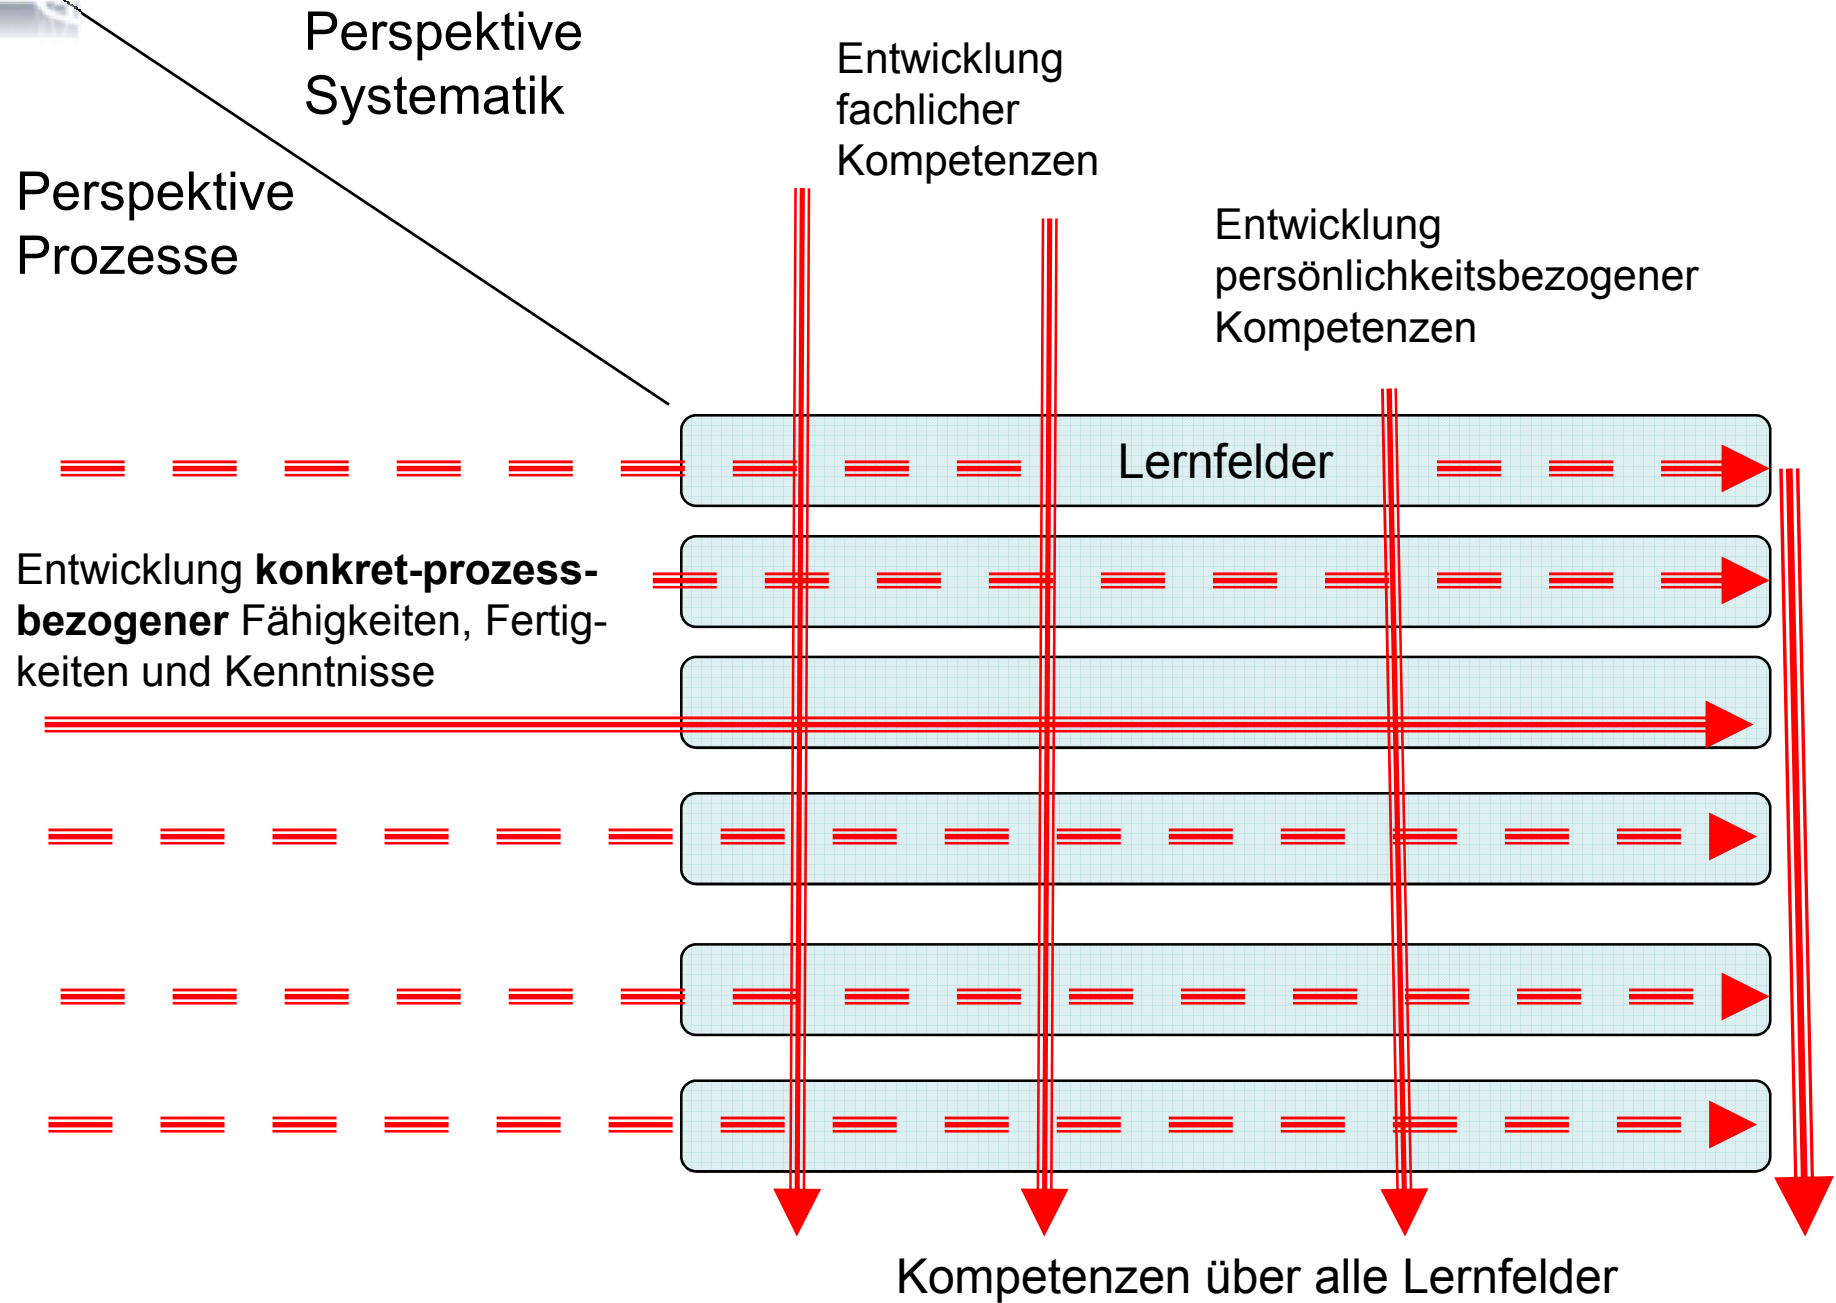 Perspektive
Systematik
Entwicklung
fachlicher
Kompetenzen
Perspektive
Prozesse
Entwicklung
persönlichkeitsbezogener
Kompetenzen
Lernfelder
Entwicklung konkret-prozess-
bezogener Fähigkeiten, Fertig-
keiten und Kenntnisse
Kompetenzen über alle Lernfelder